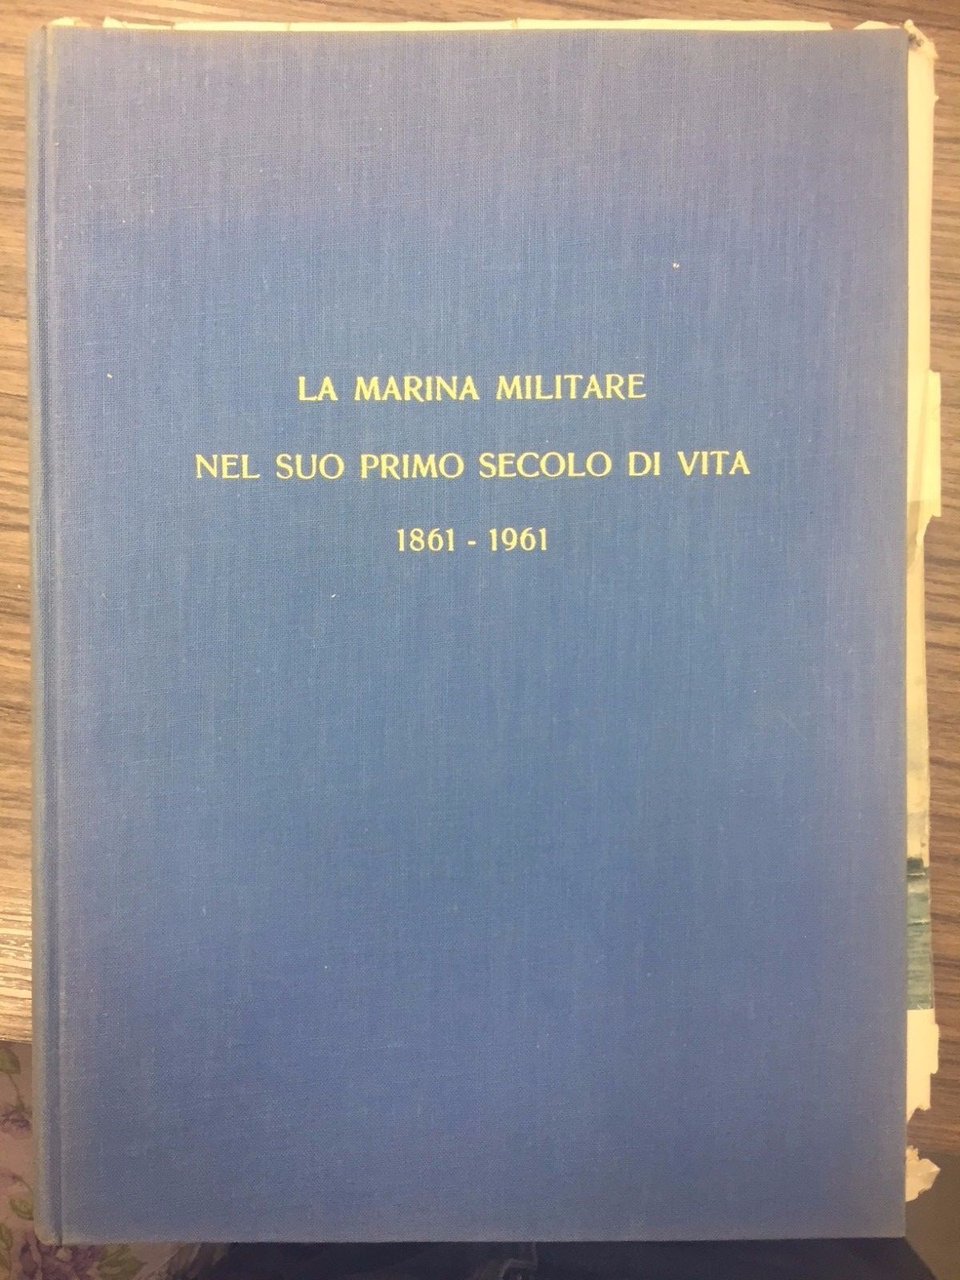 LA MARINA MILITARE
NEL SUO PRIMO SECOLO DI VITA
1861 - 1961